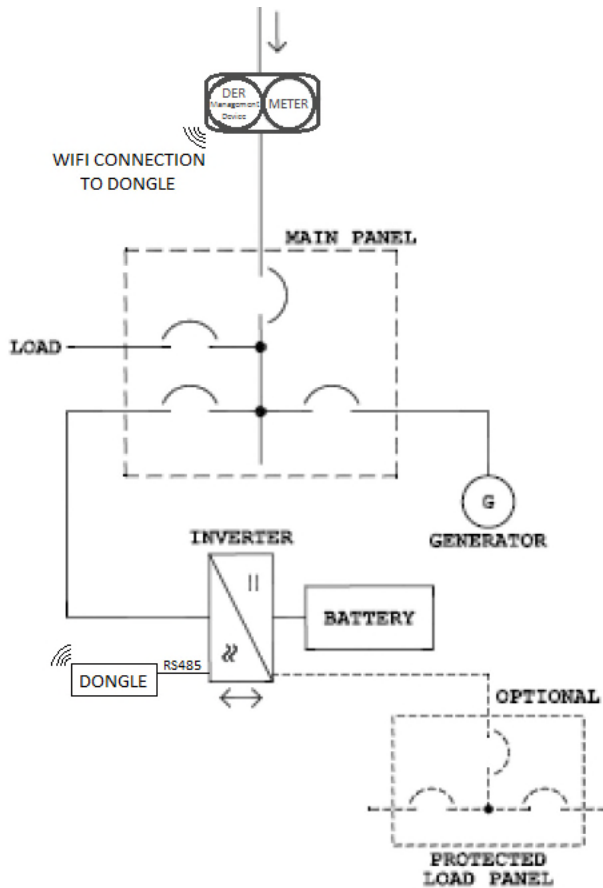 DER
Management
Device
METER
WIFI CONNECTION
TO DONGLE
MAIN PANEL
LOAD
G
GENERATOR
INVERTER
BATTERY
RS485
DONGLE
OPTIONAL
PROTECTED
LOAD PANEL